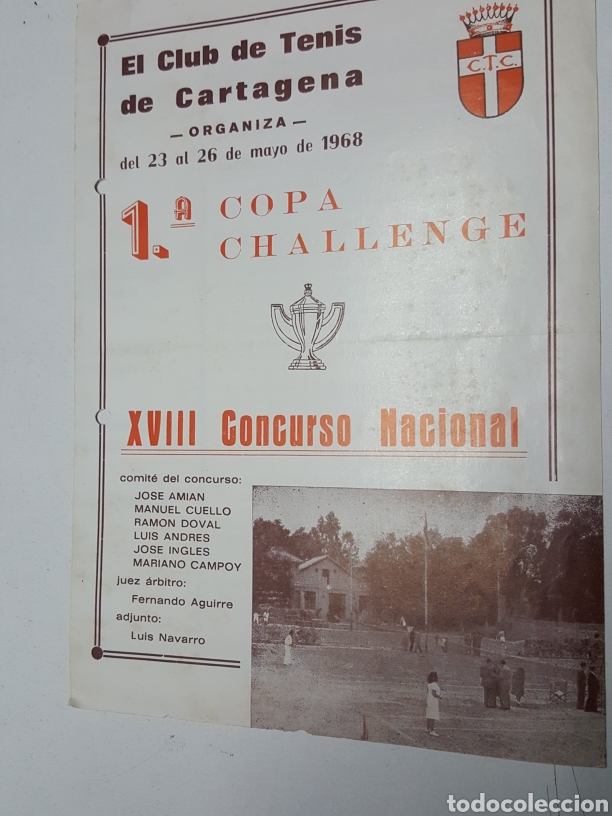 El Club de Tenis
de Cartagena
— ORGANIZA —
del 23 al 26 de mayo de 1968
C.T.C.
1.ª COPA
CHALLENGE
XVIII Concurso Nacional
comité del concurso:
JOSE AMIAN
MANUEL CUELLO
RAMON DOVAL
LUIS ANDRES
JOSE INGLES
MARIANO CAMPOY
juez árbitro:
Fernando Aguirre
adjunto:
Luis Navarro
todocoleccion